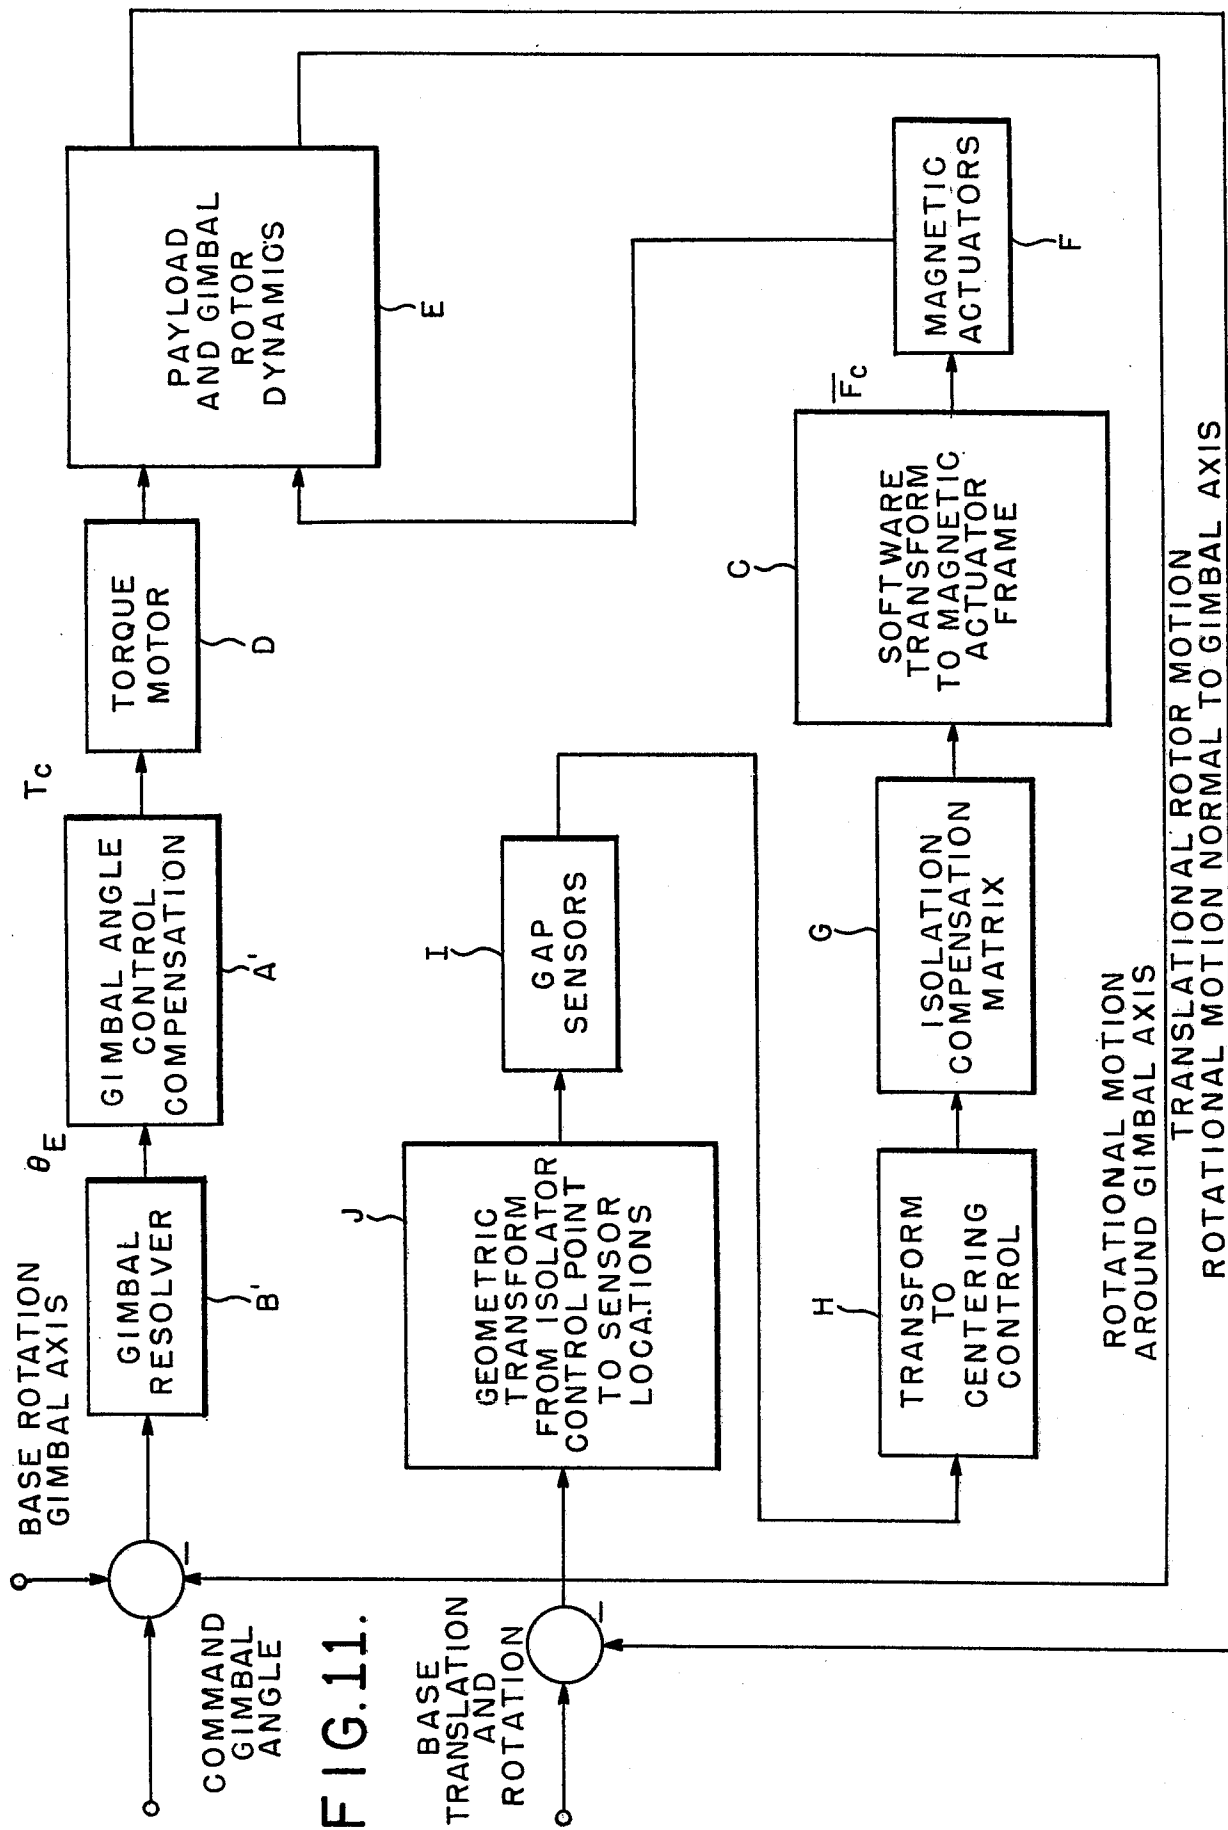 BASE ROTATION
GIMBAL AXIS
COMMAND
GIMBAL
ANGLE
–
GIMBAL
RESOLVER
B'
θE
GIMBAL ANGLE
CONTROL
COMPENSATION
A'
Tc
TORQUE
MOTOR
D
PAYLOAD
AND GIMBAL
ROTOR
DYNAMICS
E
FIG.11.
BASE
TRANSLATION
AND
ROTATION
–
J
GEOMETRIC
TRANSFORM
FROM ISOLATOR
CONTROL POINT
TO SENSOR
LOCATIONS
I
GAP
SENSORS
H
TRANSFORM
TO
CENTERING
CONTROL
G
ISOLATION
COMPENSATION
MATRIX
C
SOFTWARE
TRANSFORM
TO MAGNETIC
ACTUATOR
FRAME
F̅c
MAGNETIC
ACTUATORS
F
ROTATIONAL MOTION
AROUND GIMBAL AXIS
TRANSLATIONAL ROTOR MOTION
ROTATIONAL MOTION NORMAL TO GIMBAL AXIS